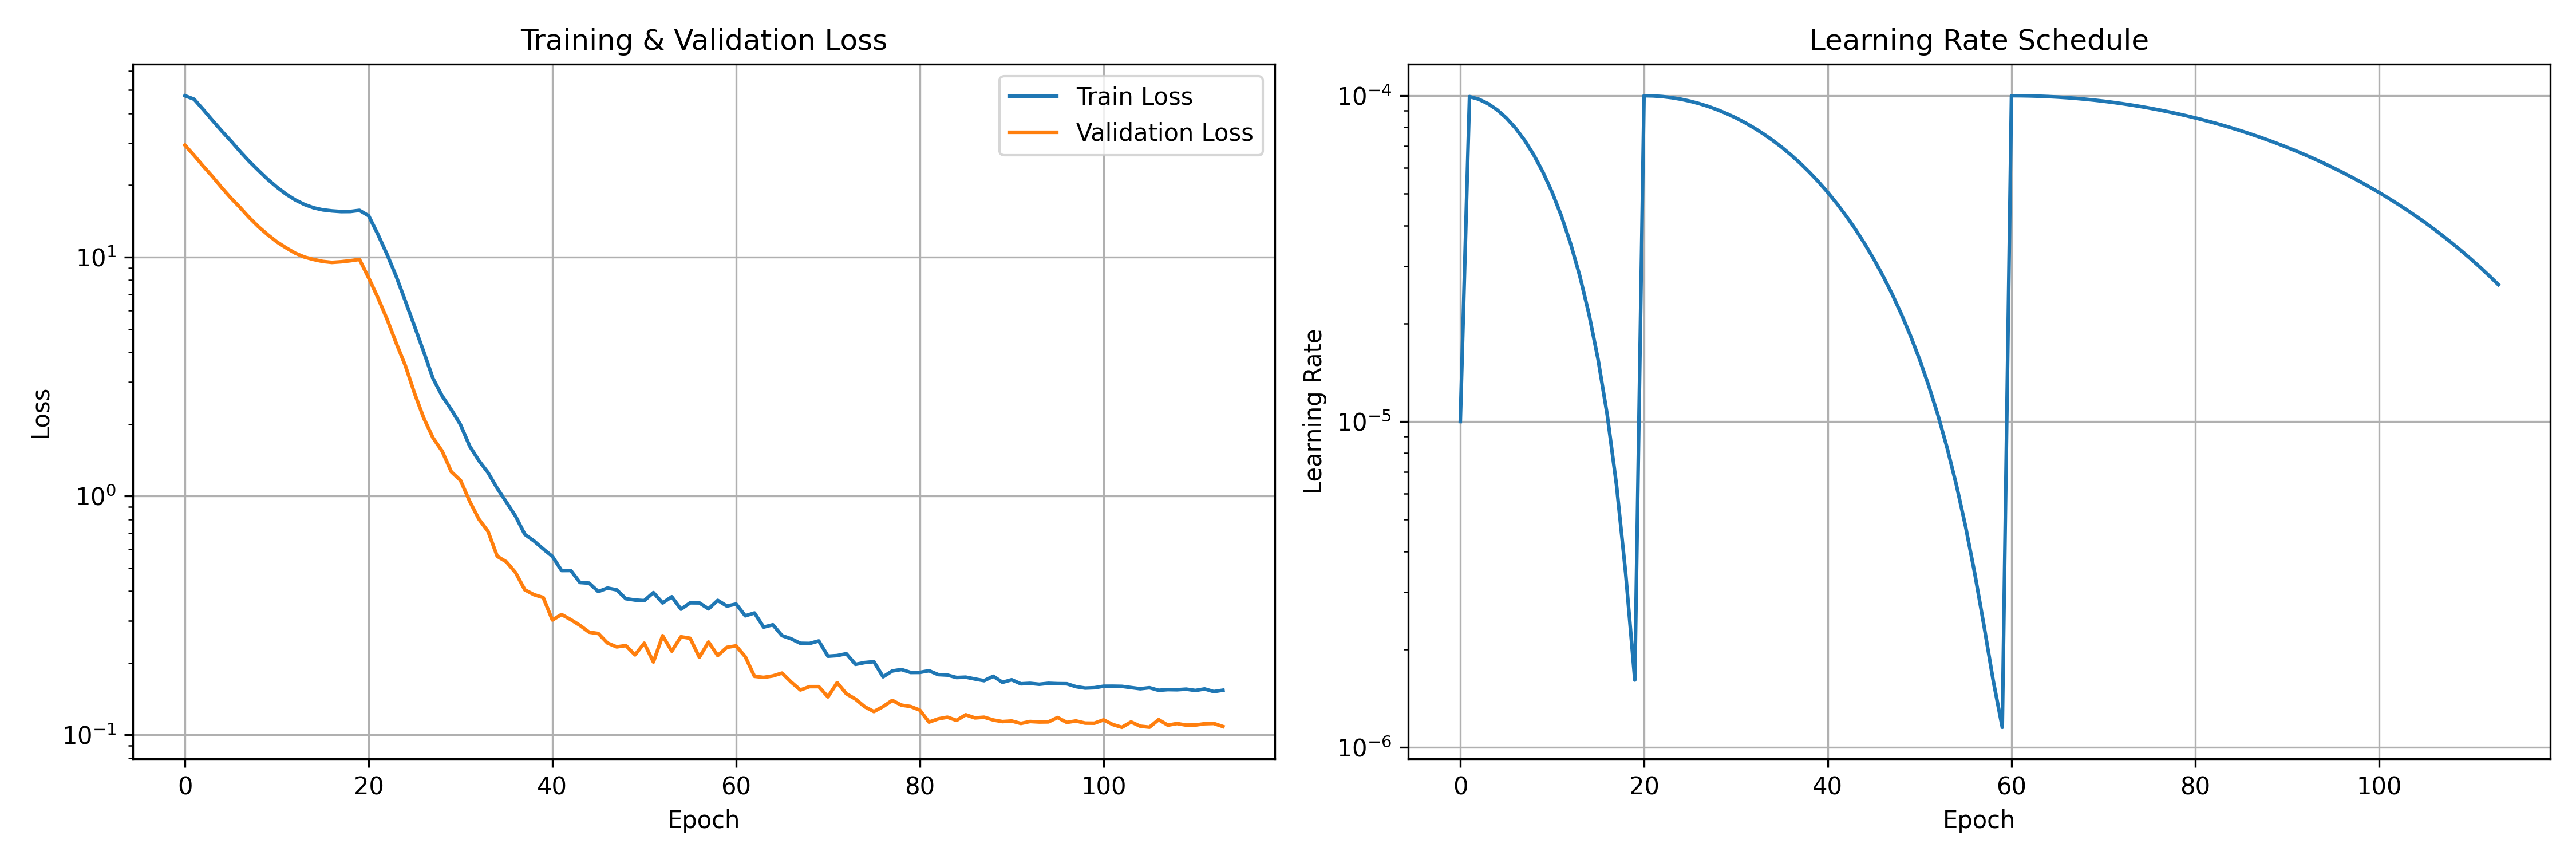 Training & Validation Loss
Train Loss
Validation Loss
Loss
10¹
10⁰
10⁻¹
0 20 40 60 80 100
Epoch
Learning Rate Schedule
Learning Rate
10⁻⁴
10⁻⁵
10⁻⁶
0 20 40 60 80 100
Epoch